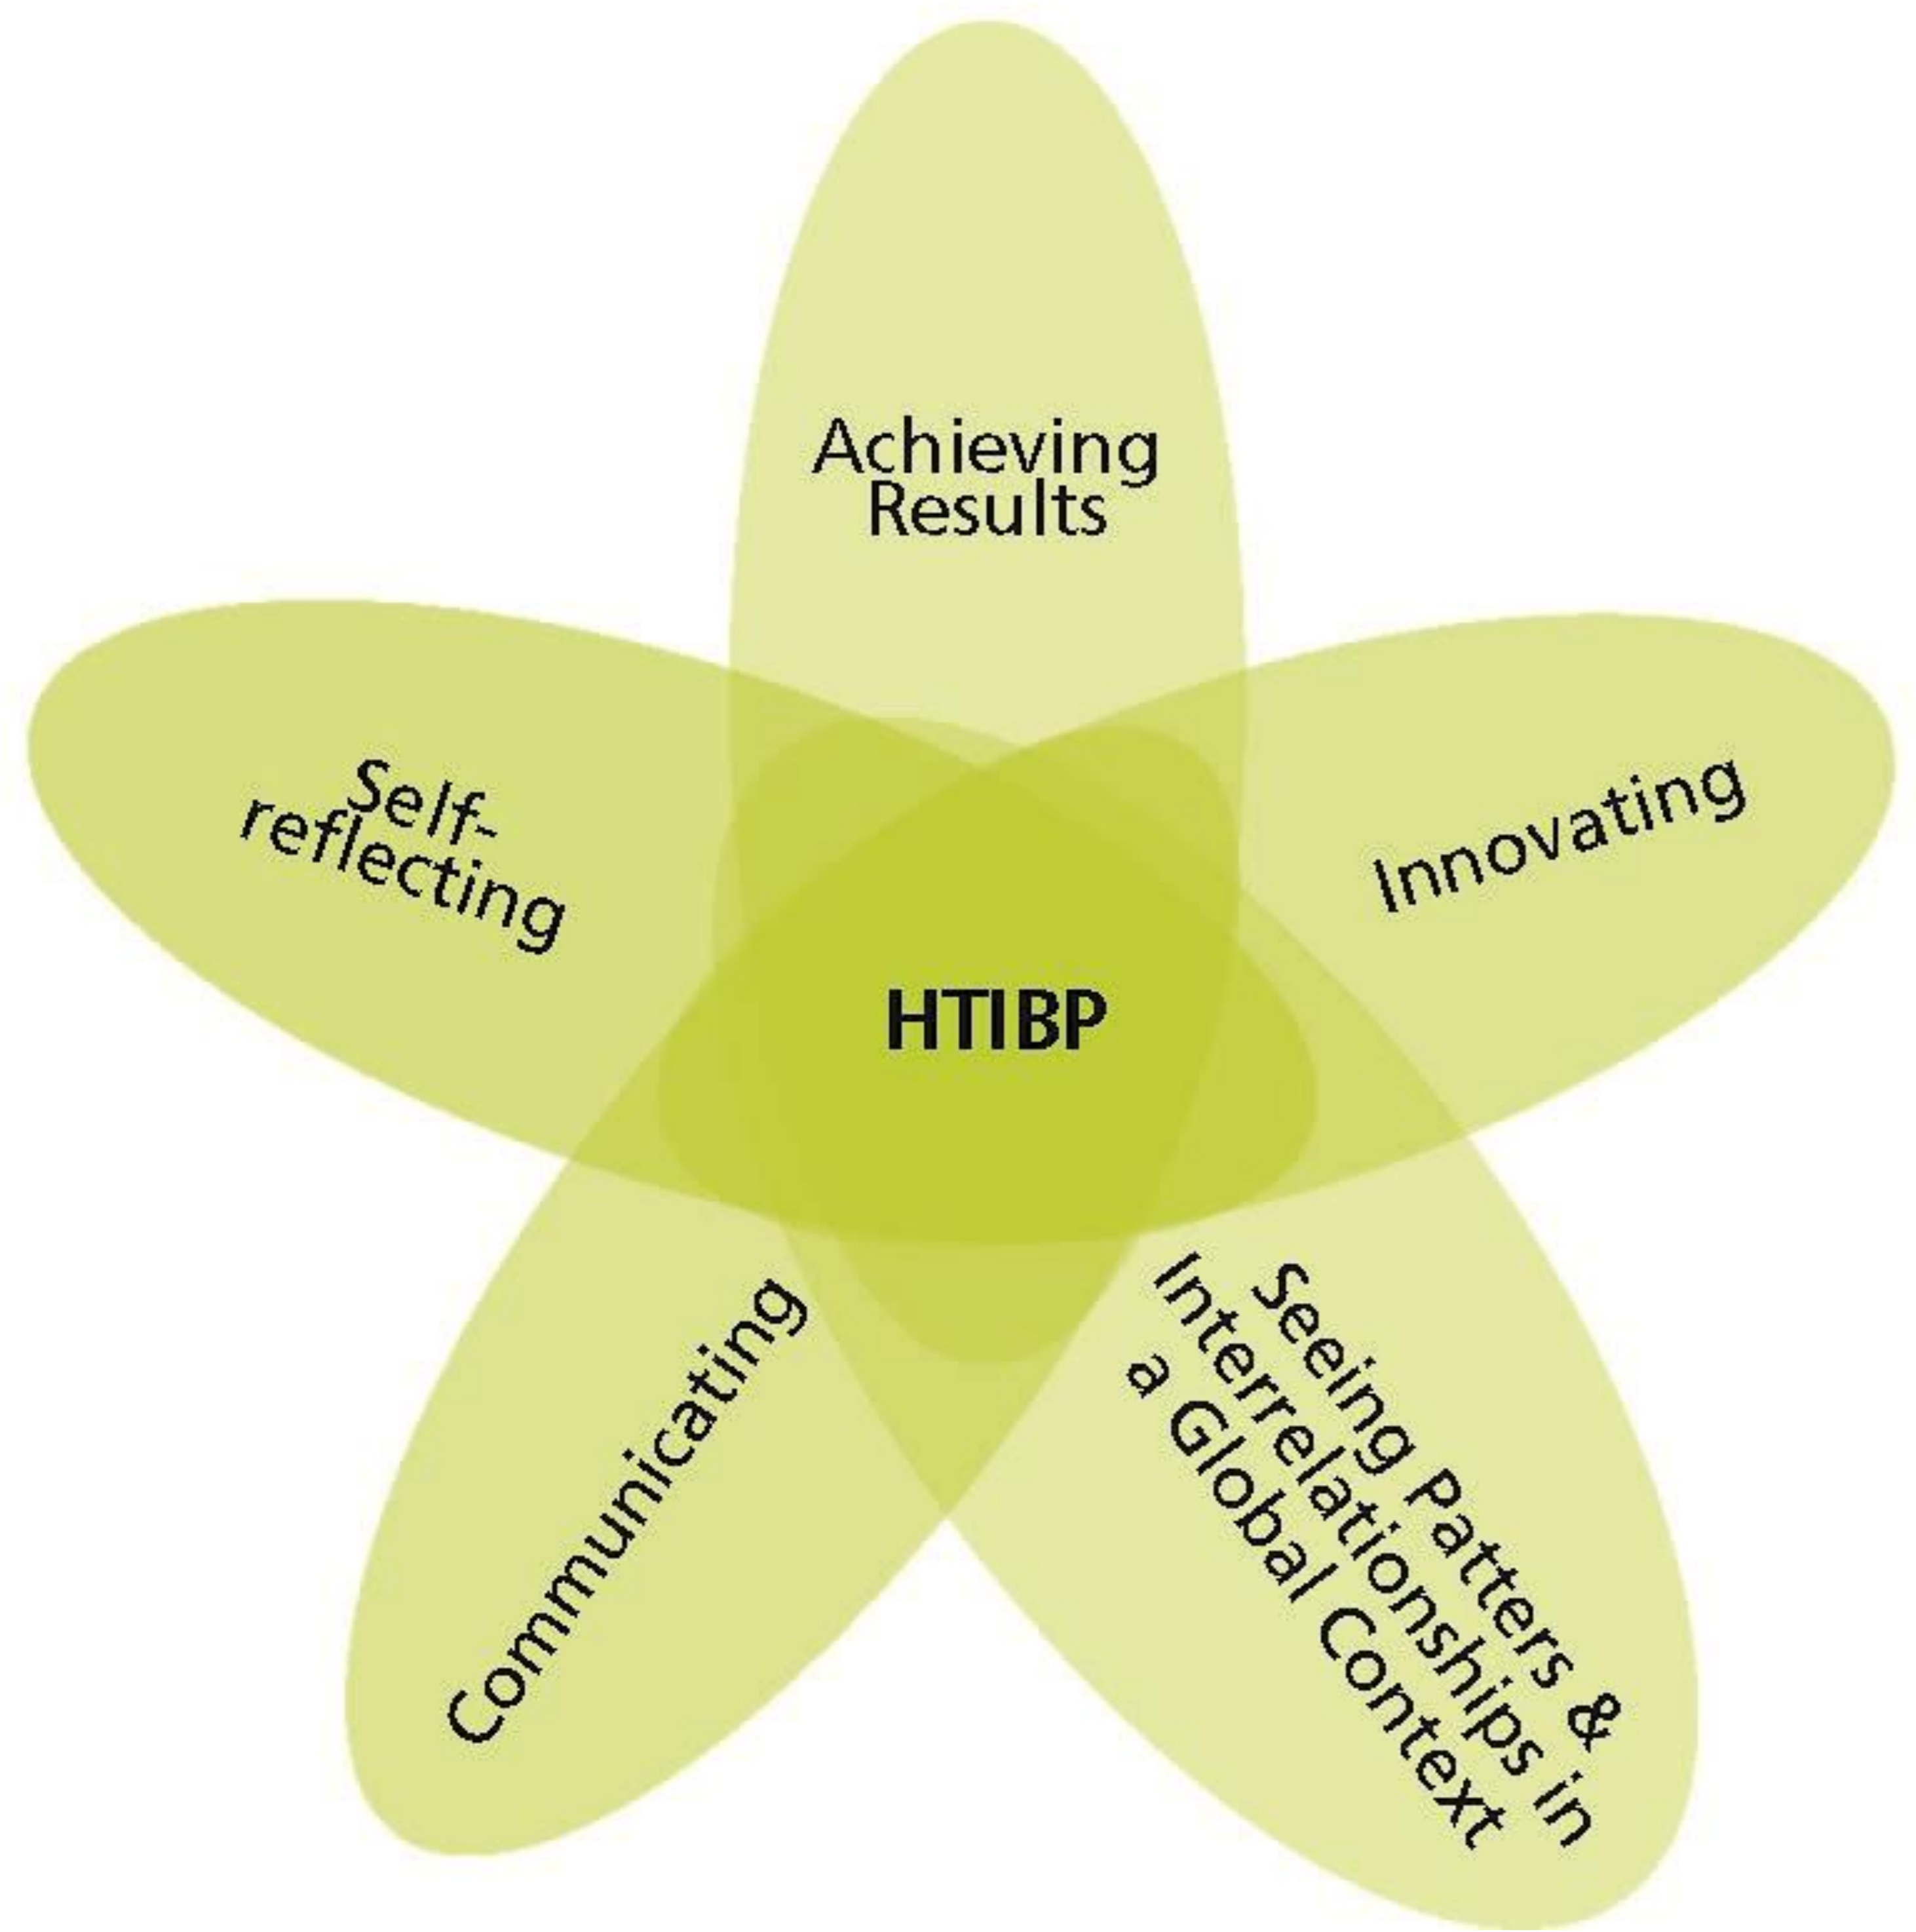 Achieving
Results
Self-
reflecting
Innovating
HTIBP
Communicating
Seeing Patters &
Interrelationships in
a Global Context